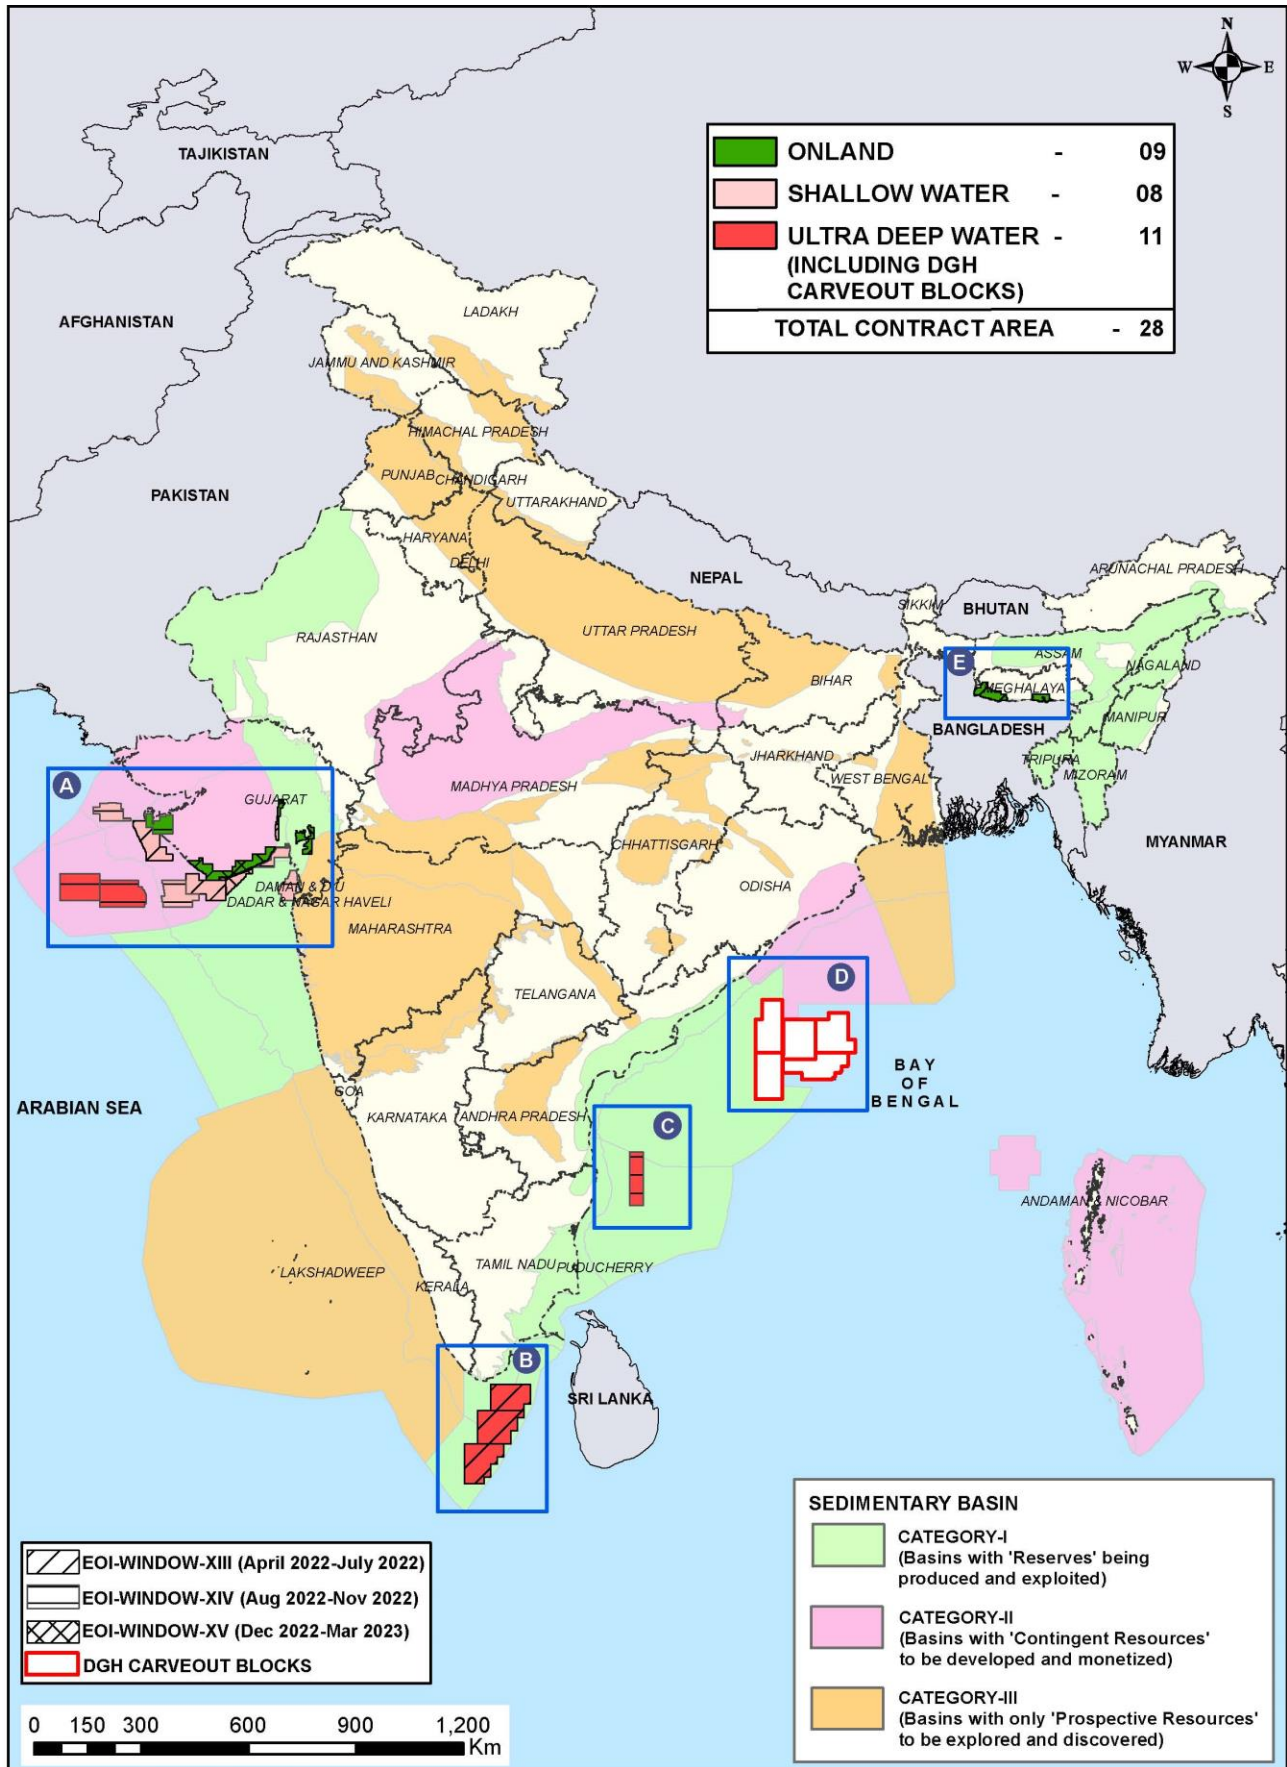 N
W E
S
TAJIKISTAN
ONLAND - 09
SHALLOW WATER - 08
ULTRA DEEP WATER - 11
(INCLUDING DGH
CARVEOUT BLOCKS)
TOTAL CONTRACT AREA - 28
AFGHANISTAN
LADAKH
JAMMU AND KASHMIR
HIMACHAL PRADESH
PUNJAB
CHANDIGARH
PAKISTAN
UTTARAKHAND
HARYANA
DELHI
NEPAL
ARUNACHAL PRADESH
SIKKIM
BHUTAN
RAJASTHAN
UTTAR PRADESH
ASSAM
E
NAGALAND
BIHAR
MEGHALAYA
MANIPUR
BANGLADESH
JHARKHAND
TRIPURA
MIZORAM
A
MADHYA PRADESH
WEST BENGAL
GUJARAT
CHHATTISGARH
MYANMAR
DAMAN & DIU
ODISHA
DADAR & NAGAR HAVELI
MAHARASHTRA
D
TELANGANA
BAY
OF
BENGAL
GOA
ARABIAN SEA
KARNATAKA
ANDHRA PRADESH
C
ANDAMAN & NICOBAR
TAMIL NADU
PUDUCHERRY
LAKSHADWEEP
KERALA
B
SRI LANKA
SEDIMENTARY BASIN
CATEGORY-I
(Basins with 'Reserves' being
produced and exploited)
CATEGORY-II
(Basins with 'Contingent Resources'
to be developed and monetized)
CATEGORY-III
(Basins with only 'Prospective Resources'
to be explored and discovered)
EOI-WINDOW-XIII (April 2022-July 2022)
EOI-WINDOW-XIV (Aug 2022-Nov 2022)
EOI-WINDOW-XV (Dec 2022-Mar 2023)
DGH CARVEOUT BLOCKS
0 150 300 600 900 1,200
Km